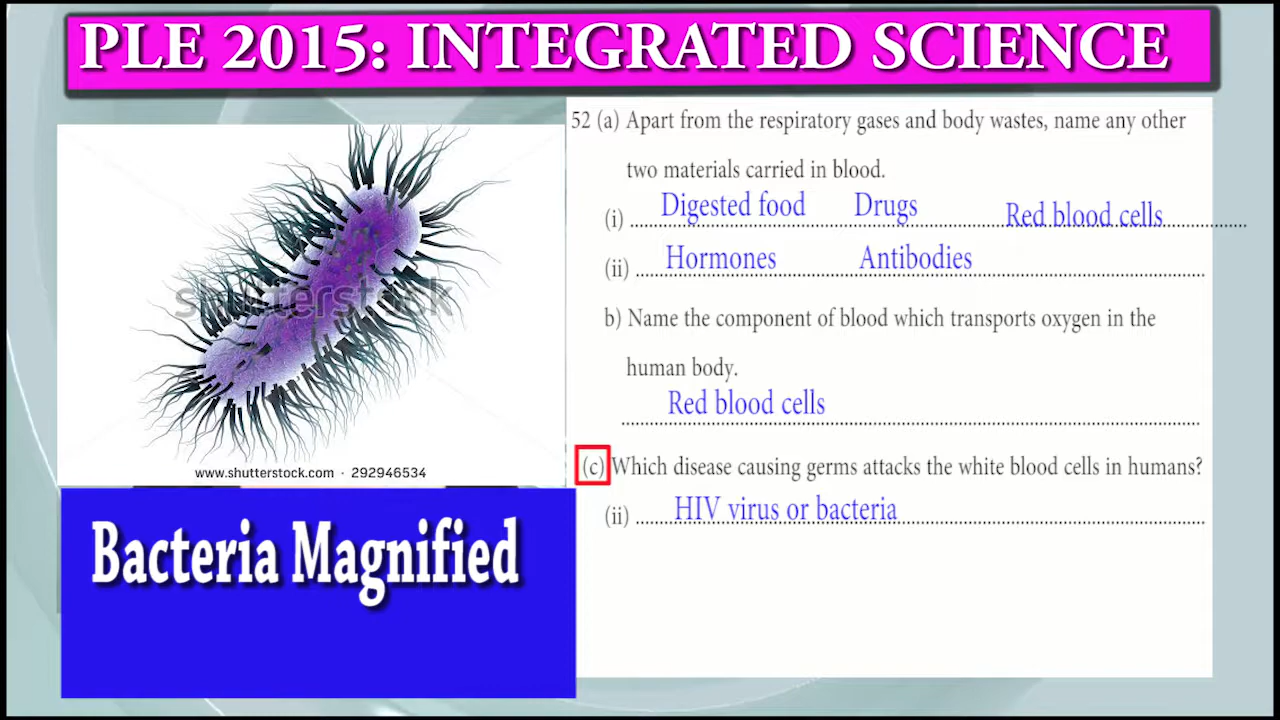 PLE 2015: INTEGRATED SCIENCE
shutterstock
www.shutterstock.com · 292946534
Bacteria Magnified
52 (a) Apart from the respiratory gases and body wastes, name any other
two materials carried in blood.
(i) Digested food Drugs Red blood cells
(ii) Hormones Antibodies
b) Name the component of blood which transports oxygen in the
human body.
Red blood cells
(c) Which disease causing germs attacks the white blood cells in humans?
(ii) HIV virus or bacteria